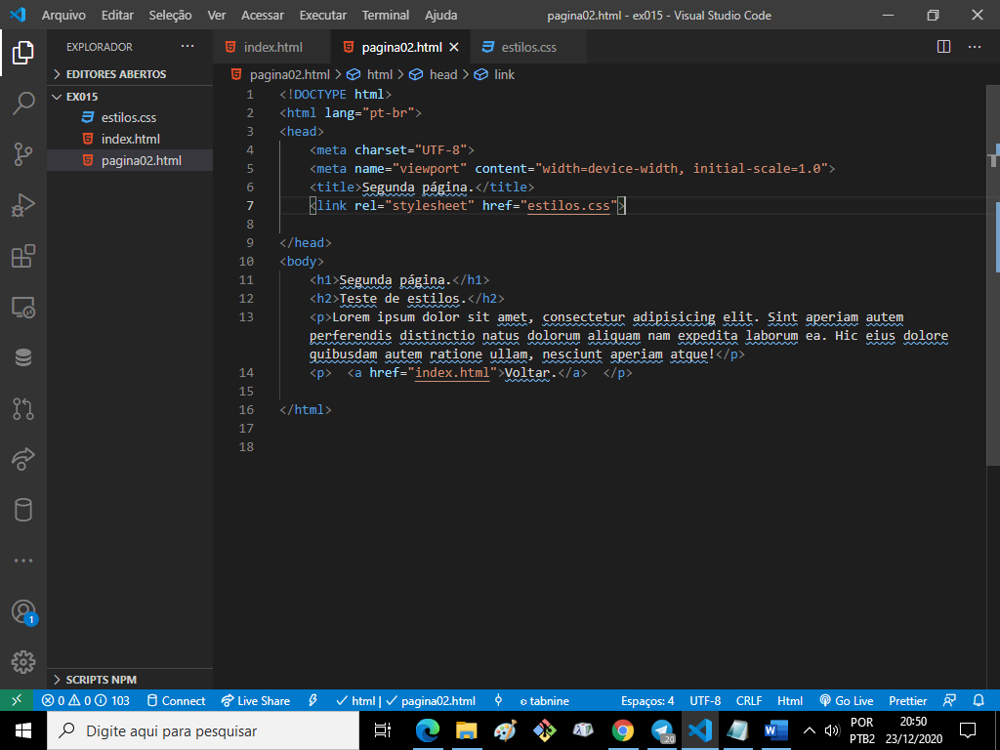 Arquivo Editar Seleção Ver Acessar Executar Terminal Ajuda pagina02.html - ex015 - Visual Studio Code
EXPLORADOR ···
EDITORES ABERTOS
EX015
estilos.css
index.html
pagina02.html
SCRIPTS NPM
index.html pagina02.html estilos.css
pagina02.html > html > head > link
1 <!DOCTYPE html>
2 <html lang="pt-br">
3 <head>
4 <meta charset="UTF-8">
5 <meta name="viewport" content="width=device-width, initial-scale=1.0">
6 <title>Segunda página.</title>
7 <link rel="stylesheet" href="estilos.css">
8
9 </head>
10 <body>
11 <h1>Segunda página.</h1>
12 <h2>Teste de estilos.</h2>
13 <p>Lorem ipsum dolor sit amet, consectetur adipisicing elit. Sint aperiam autem
perferendis distinctio natus dolorum aliquam nam expedita laborum ea. Hic eius dolore
quibusdam autem ratione ullam, nesciunt aperiam atque!</p>
14 <p> <a href="index.html">Voltar.</a> </p>
15
16 </html>
17
18
1
0 0 103 Connect Live Share html | pagina02.html tabnine Espaços: 4 UTF-8 CRLF Html Go Live Prettier
Digite aqui para pesquisar
20
POR
PTB2
20:50
23/12/2020